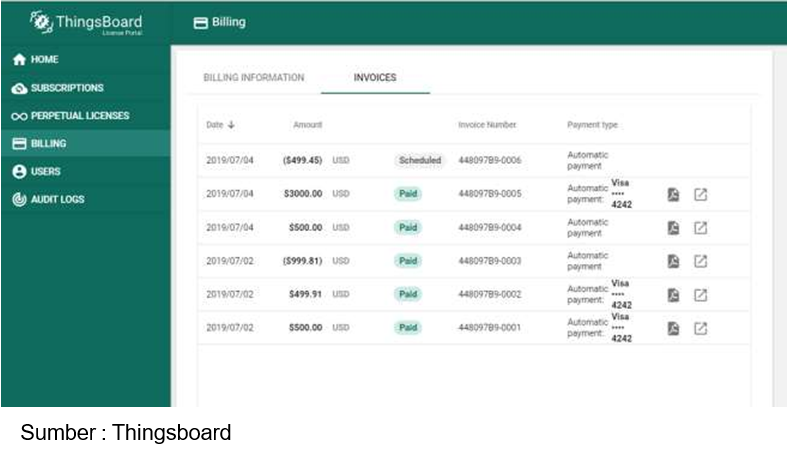 ThingsBoard
License Portal
Billing
HOME
SUBSCRIPTIONS
PERPETUAL LICENSES
BILLING
USERS
AUDIT LOGS
BILLING INFORMATION INVOICES
Date Amount Invoice Number Payment type
2019/07/04 ($499.45) USD Scheduled 448097B9-0006 Automatic
payment
2019/07/04 $3000.00 USD Paid 448097B9-0005 Automatic
payment: Visa
•••• 
4242
2019/07/04 $500.00 USD Paid 448097B9-0004 Automatic
payment
2019/07/02 ($999.81) USD Paid 448097B9-0003 Automatic
payment
2019/07/02 $499.91 USD Paid 448097B9-0002 Automatic
payment: Visa
••••
4242
2019/07/02 $500.00 USD Paid 448097B9-0001 Automatic
payment: Visa
••••
4242
Sumber : Thingsboard